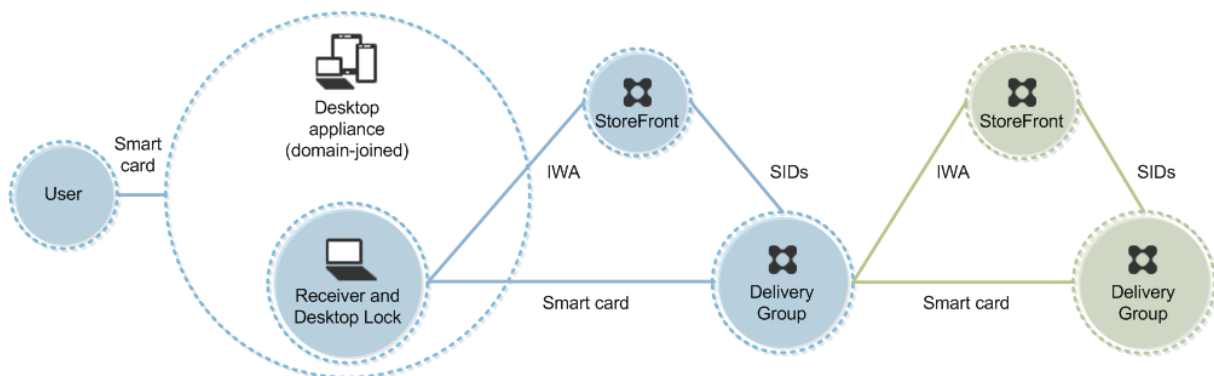 Smart
card
User
Desktop
appliance
(domain-joined)
Receiver and
Desktop Lock
StoreFront
IWA
SIDs
Smart card
Delivery
Group
StoreFront
IWA
SIDs
Smart card
Delivery
Group